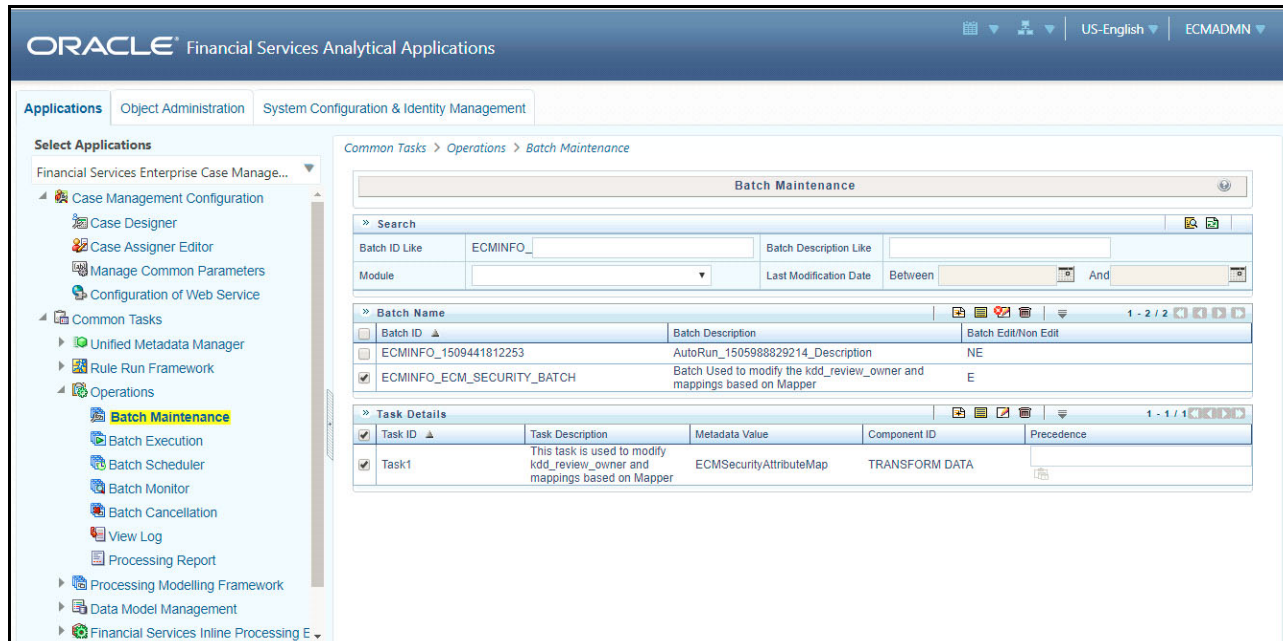 ORACLE® Financial Services Analytical Applications
US-English
ECMADMN
Applications
Object Administration
System Configuration & Identity Management
Select Applications
Financial Services Enterprise Case Manage...
Case Management Configuration
Case Designer
Case Assigner Editor
Manage Common Parameters
Configuration of Web Service
Common Tasks
Unified Metadata Manager
Rule Run Framework
Operations
Batch Maintenance
Batch Execution
Batch Scheduler
Batch Monitor
Batch Cancellation
View Log
Processing Report
Processing Modelling Framework
Data Model Management
Financial Services Inline Processing E
Common Tasks > Operations > Batch Maintenance
Batch Maintenance
» Search
Batch ID Like ECMINFO_ Batch Description Like
Module Last Modification Date Between And
» Batch Name 1 - 2 / 2
Batch ID Batch Description Batch Edit/Non Edit
ECMINFO_1509441812253 AutoRun_1505988829214_Description NE
ECMINFO_ECM_SECURITY_BATCH Batch Used to modify the kdd_review_owner and E
mappings based on Mapper
» Task Details 1 - 1 / 1
Task ID Task Description Metadata Value Component ID Precedence
This task is used to modify
Task1 kdd_review_owner and ECMSecurityAttributeMap TRANSFORM DATA
mappings based on Mapper